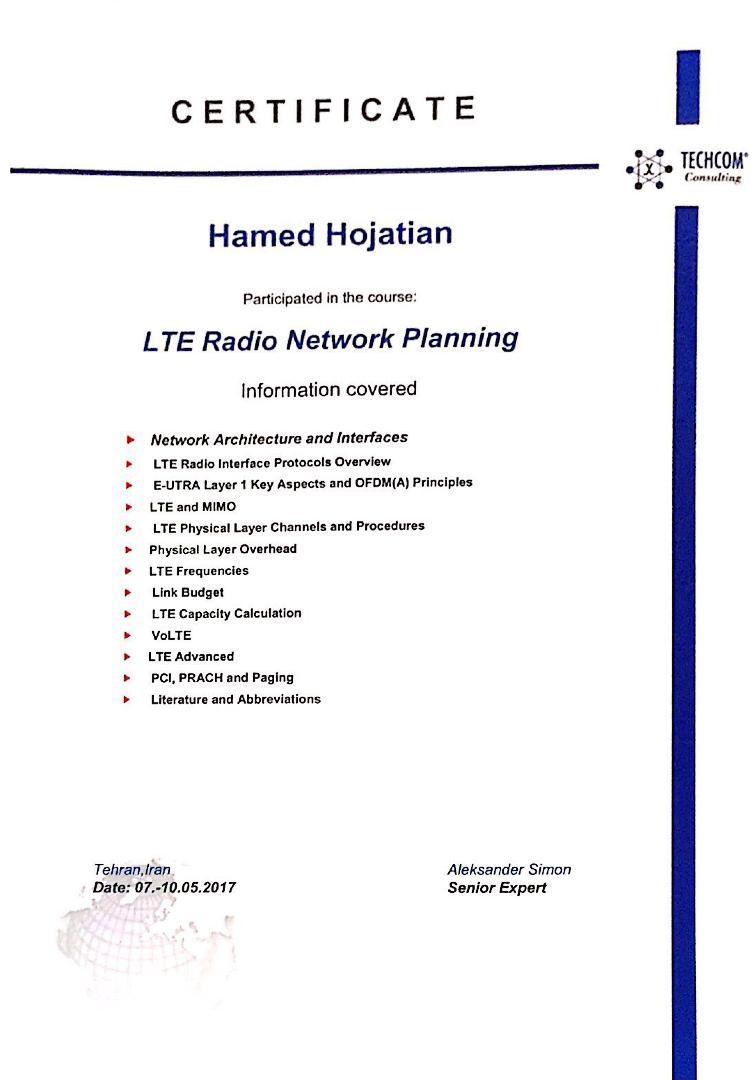 CERTIFICATE
TECHCOM®
Consulting
Hamed Hojatian
Participated in the course:
LTE Radio Network Planning
Information covered
Network Architecture and Interfaces
LTE Radio Interface Protocols Overview
E-UTRA Layer 1 Key Aspects and OFDM(A) Principles
LTE and MIMO
LTE Physical Layer Channels and Procedures
Physical Layer Overhead
LTE Frequencies
Link Budget
LTE Capacity Calculation
VoLTE
LTE Advanced
PCI, PRACH and Paging
Literature and Abbreviations
Tehran,Iran
Date: 07.-10.05.2017
Aleksander Simon
Senior Expert